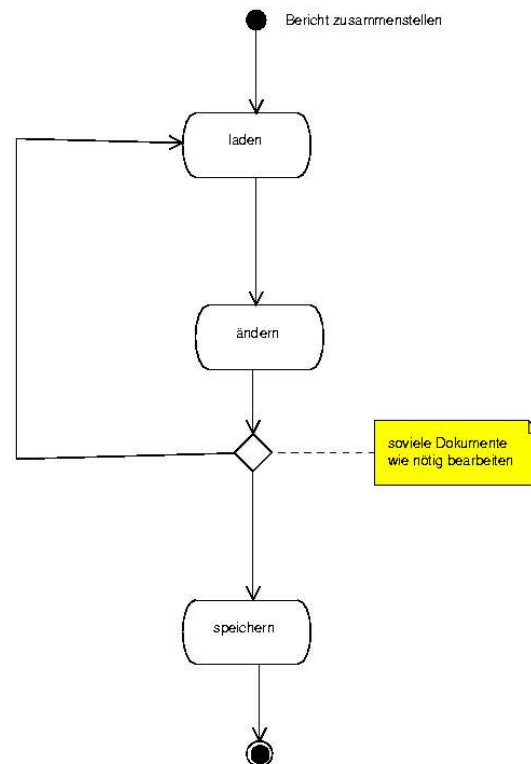 Bericht zusammenstellen
laden
ändern
soviele Dokumente
wie nötig bearbeiten
speichern